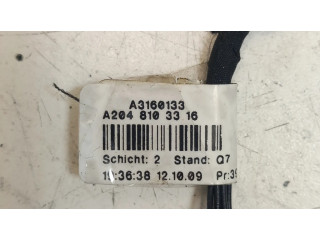 A3160133
A204 810 33 16
Schicht: 2 Stand: Q7
:36:38 12.10.09